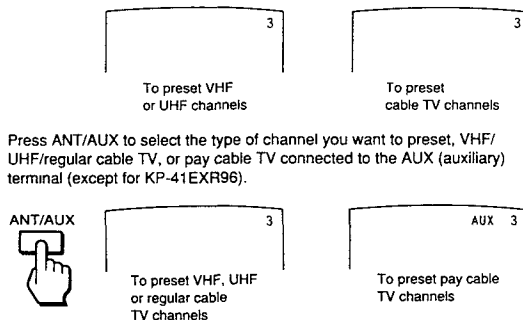 3
3
To preset VHF
or UHF channels
To preset
cable TV channels
Press ANT/AUX to select the type of channel you want to preset, VHF/
UHF/regular cable TV, or pay cable TV connected to the AUX (auxiliary)
terminal (except for KP-41EXR96).
ANT/AUX
3
AUX 3
To preset VHF, UHF
or regular cable
TV channels
To preset pay cable
TV channels